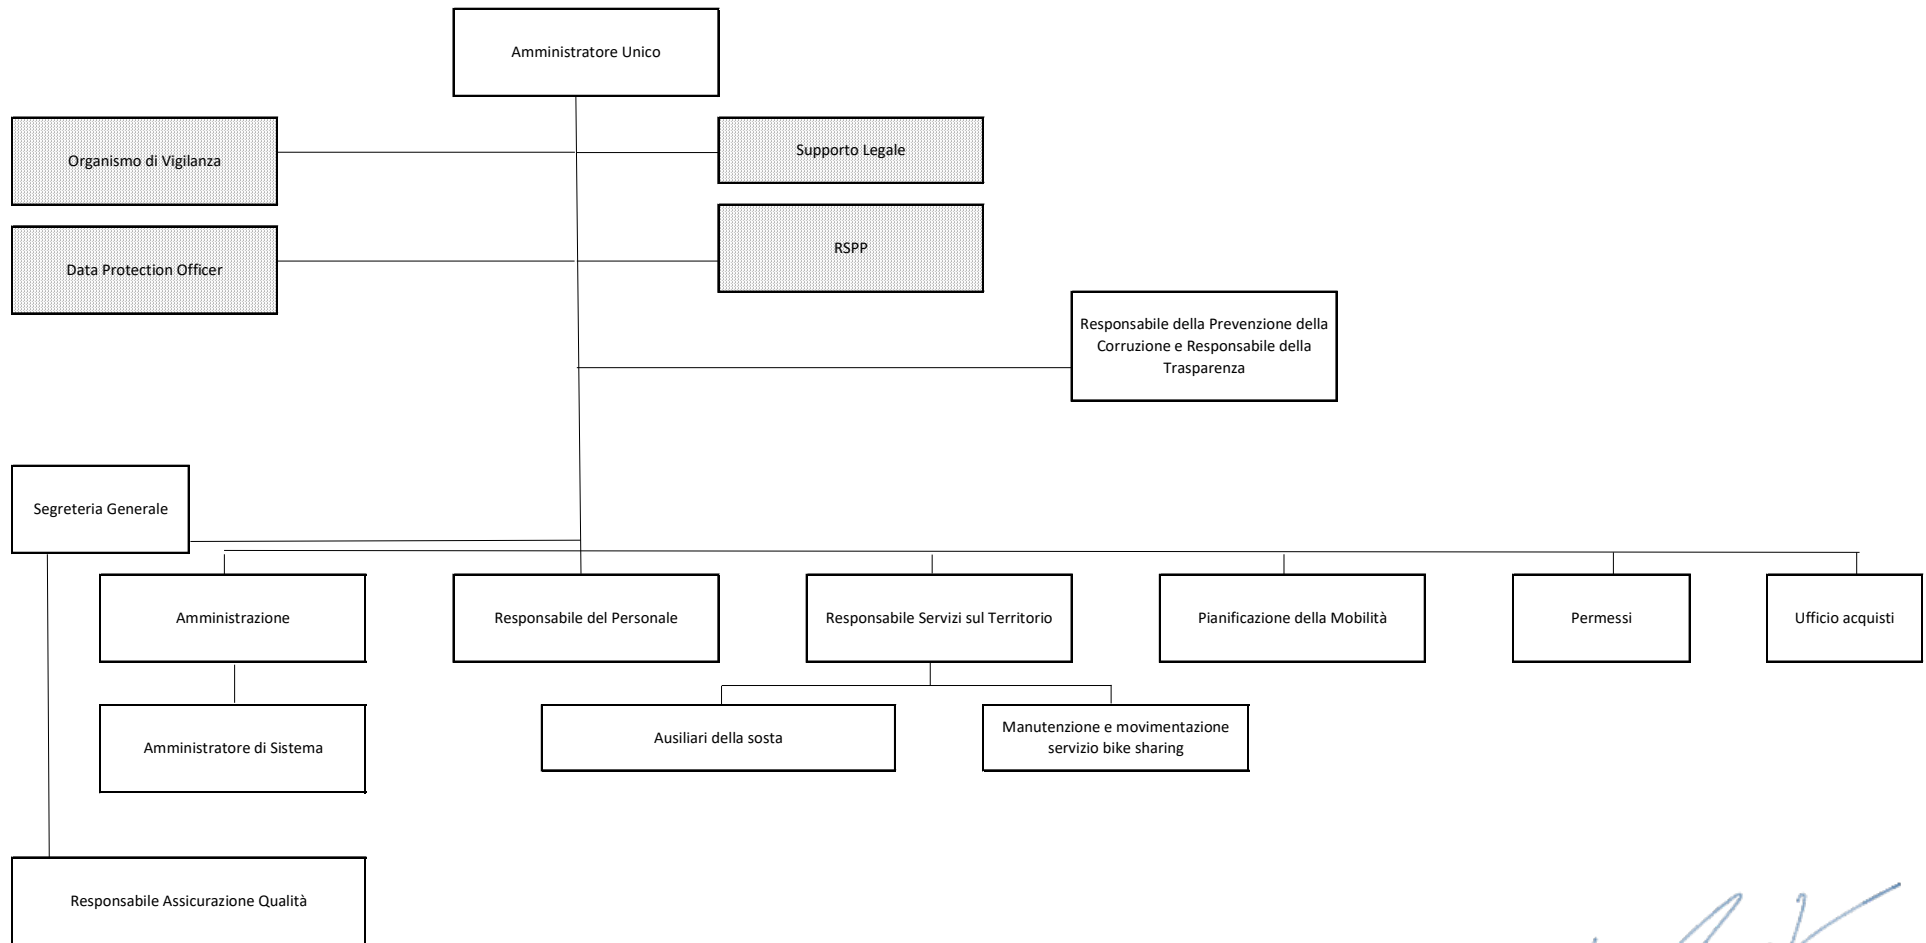 Amministratore Unico
Organismo di Vigilanza
Supporto Legale
Data Protection Officer
RSPP
Responsabile della Prevenzione della
Corruzione e Responsabile della
Trasparenza
Segreteria Generale
Amministrazione
Responsabile del Personale
Responsabile Servizi sul Territorio
Pianificazione della Mobilità
Permessi
Ufficio acquisti
Amministratore di Sistema
Ausiliari della sosta
Manutenzione e movimentazione
servizio bike sharing
Responsabile Assicurazione Qualità